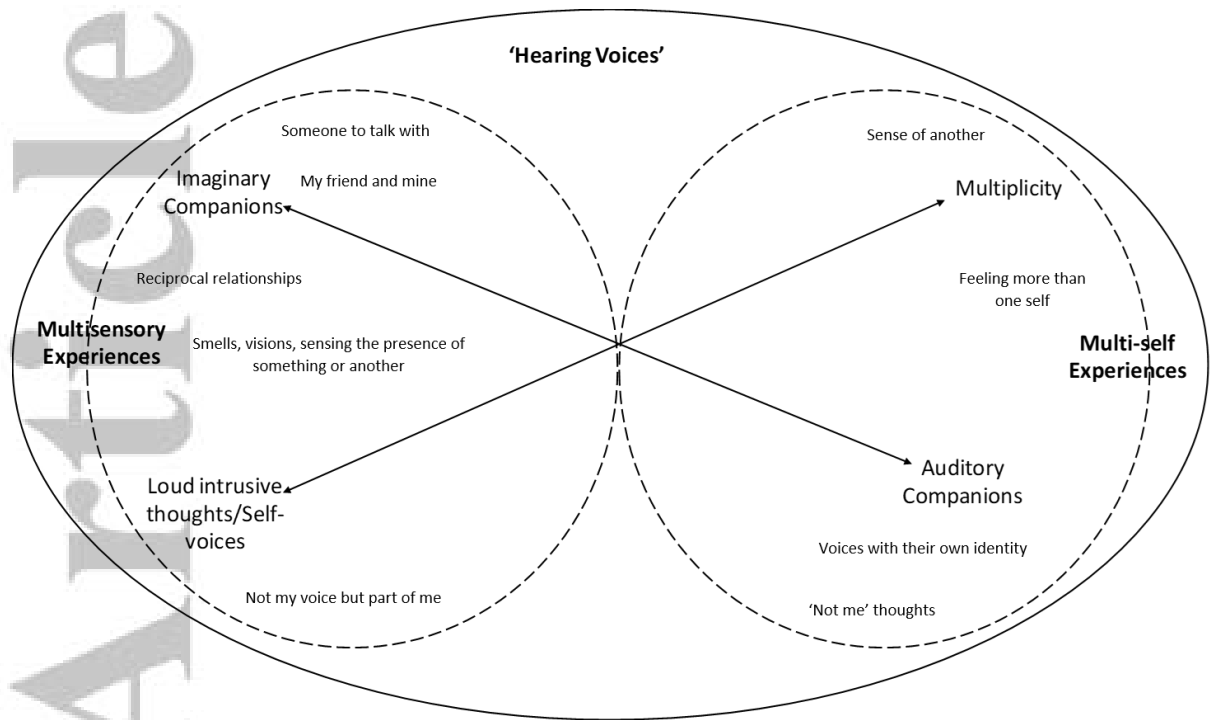 ‘Hearing Voices’
Someone to talk with
Sense of another
Imaginary
Companions
My friend and mine
Multiplicity
Reciprocal relationships
Feeling more than
one self
Multisensory
Experiences
Smells, visions, sensing the presence of
something or another
Multi-self
Experiences
Loud intrusive
thoughts/Self-
voices
Auditory
Companions
Voices with their own identity
Not my voice but part of me
‘Not me’ thoughts
Article